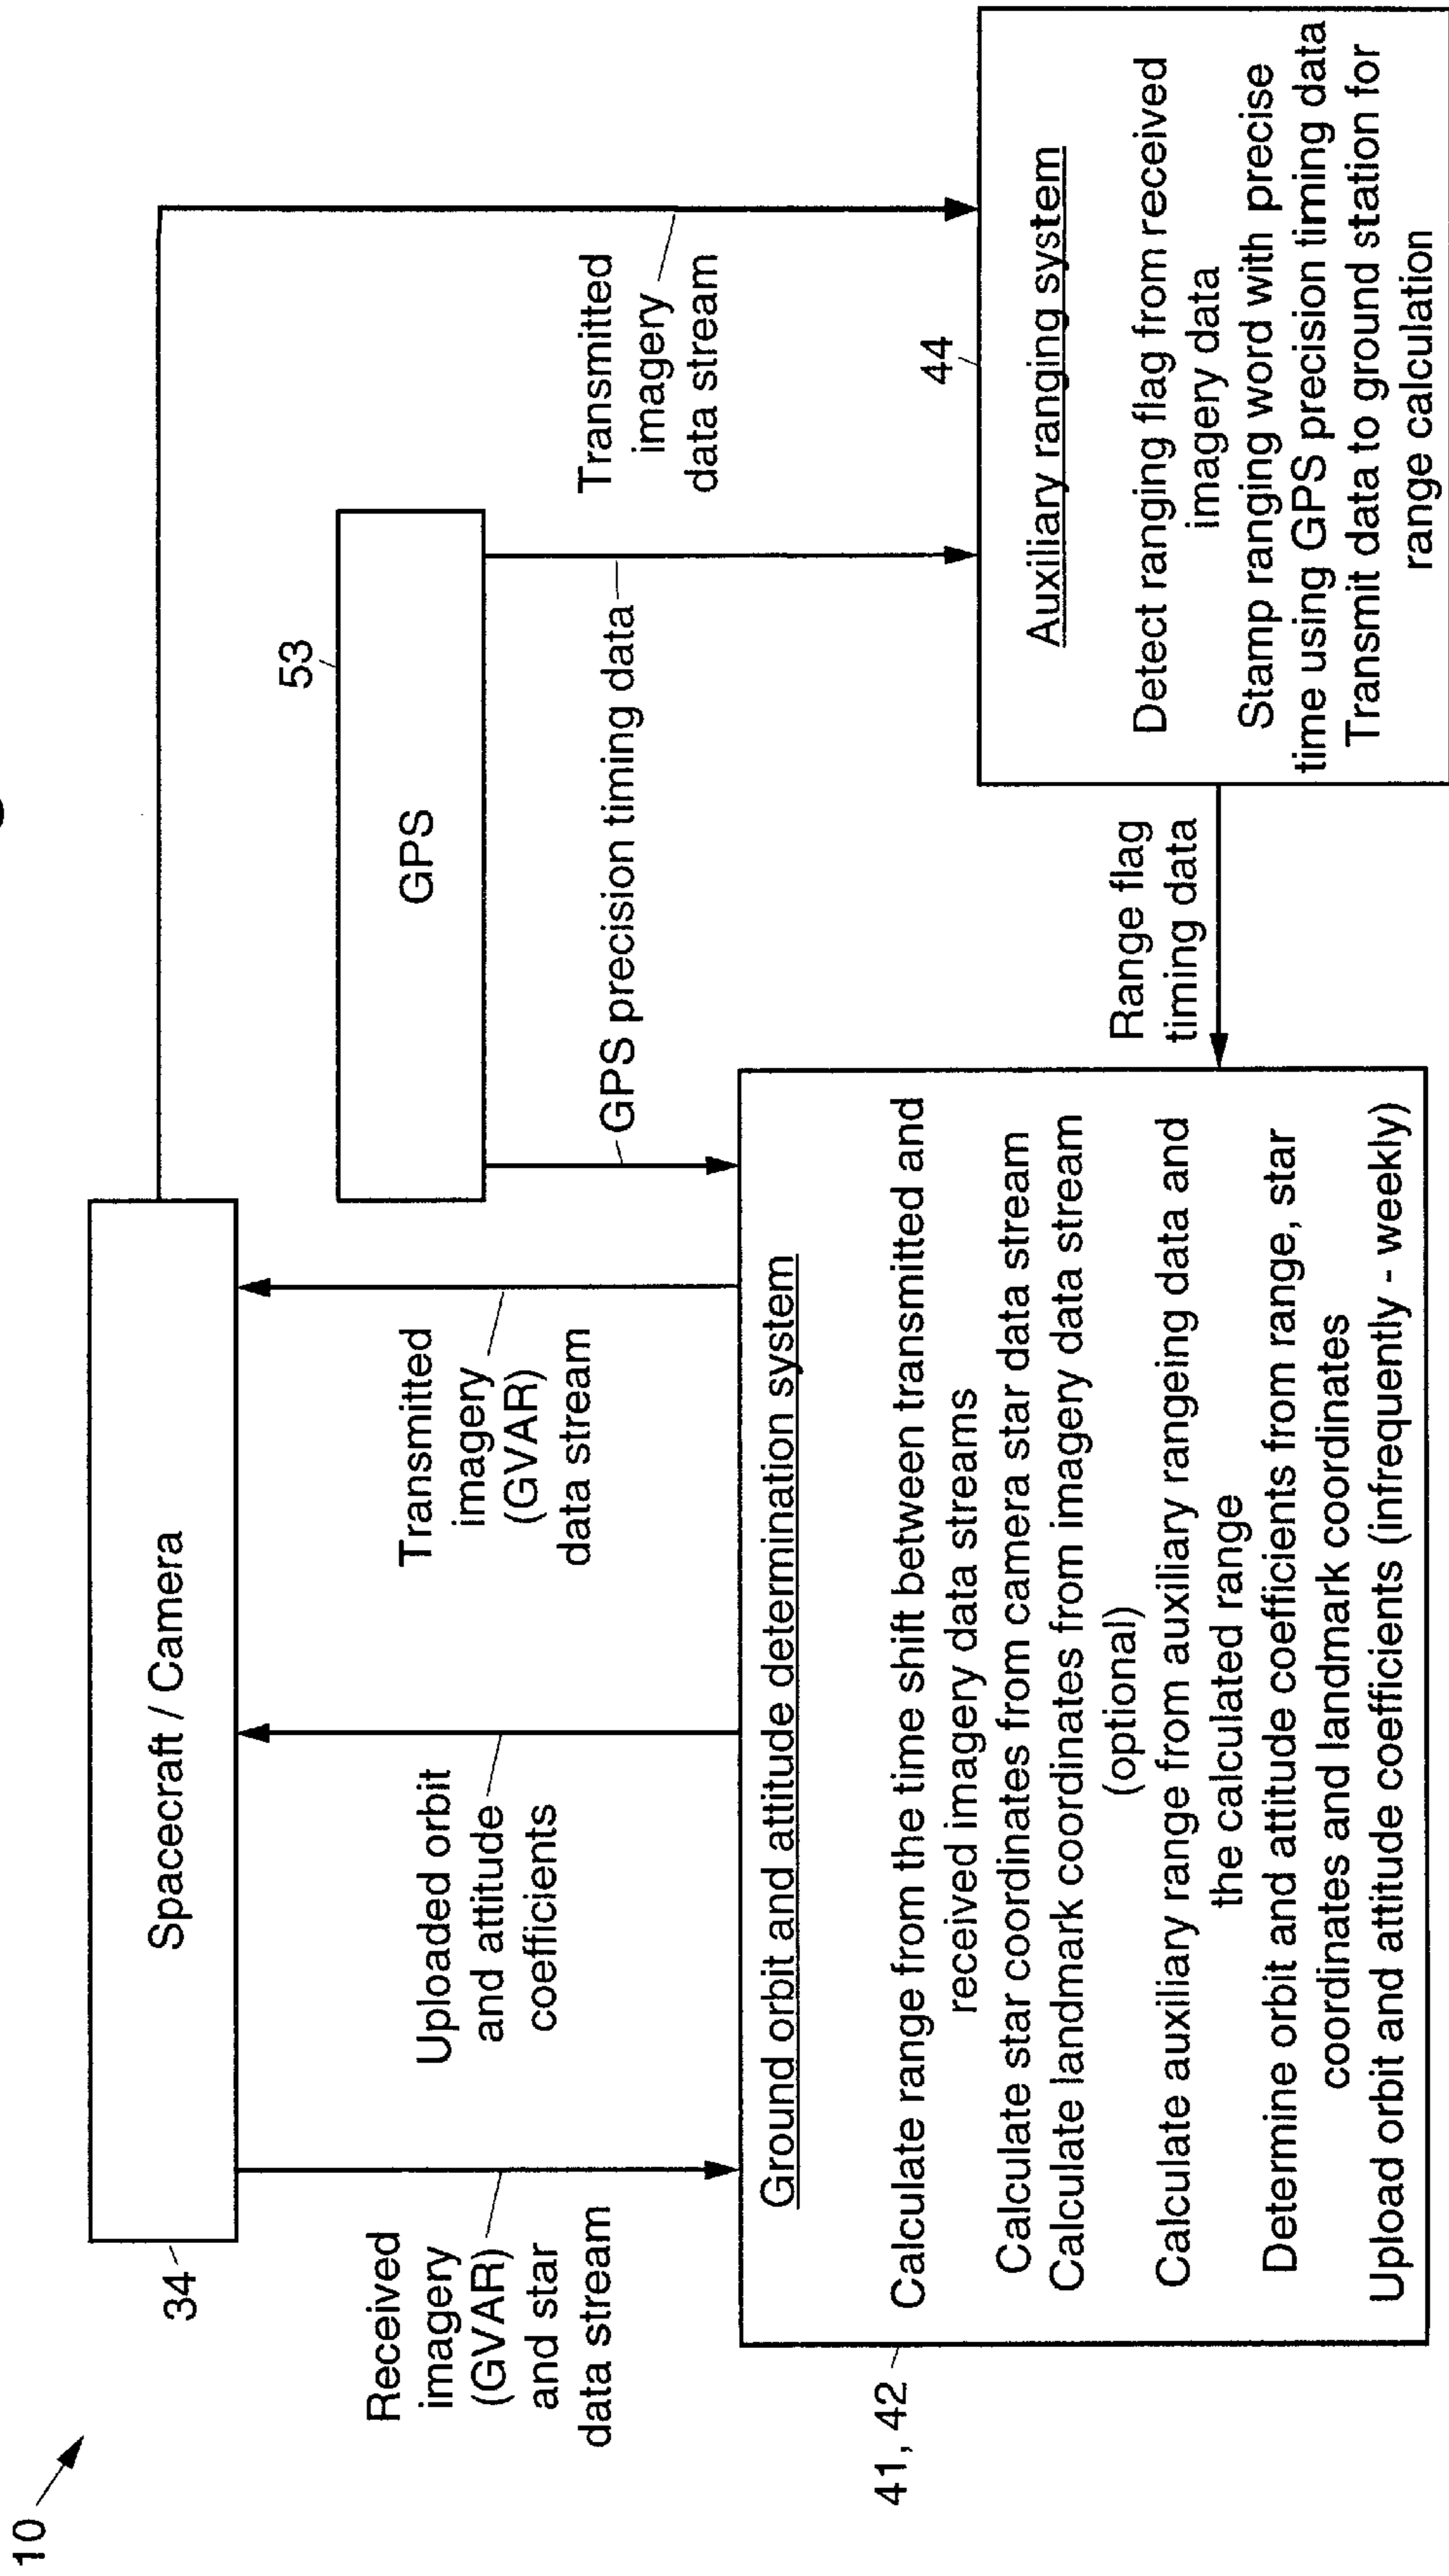 10
34
Spacecraft / Camera
Received
imagery
(GVAR)
and star
data stream
Uploaded orbit
and attitude
coefficients
Transmitted
imagery
(GVAR)
data stream
53
GPS
GPS precision timing data
Transmitted
imagery
data stream
41, 42
Ground orbit and attitude determination system
Calculate range from the time shift between transmitted and
received imagery data streams
Calculate star coordinates from camera star data stream
Calculate landmark coordinates from imagery data stream
(optional)
Calculate auxiliary range from auxiliary rangeing data and
the calculated range
Determine orbit and attitude coefficients from range, star
coordinates and landmark coordinates
Upload orbit and attitude coefficients (infrequently - weekly)
Range flag
timing data
44
Auxiliary ranging system
Detect ranging flag from received
imagery data
Stamp ranging word with precise
time using GPS precision timing data
Transmit data to ground station for
range calculation